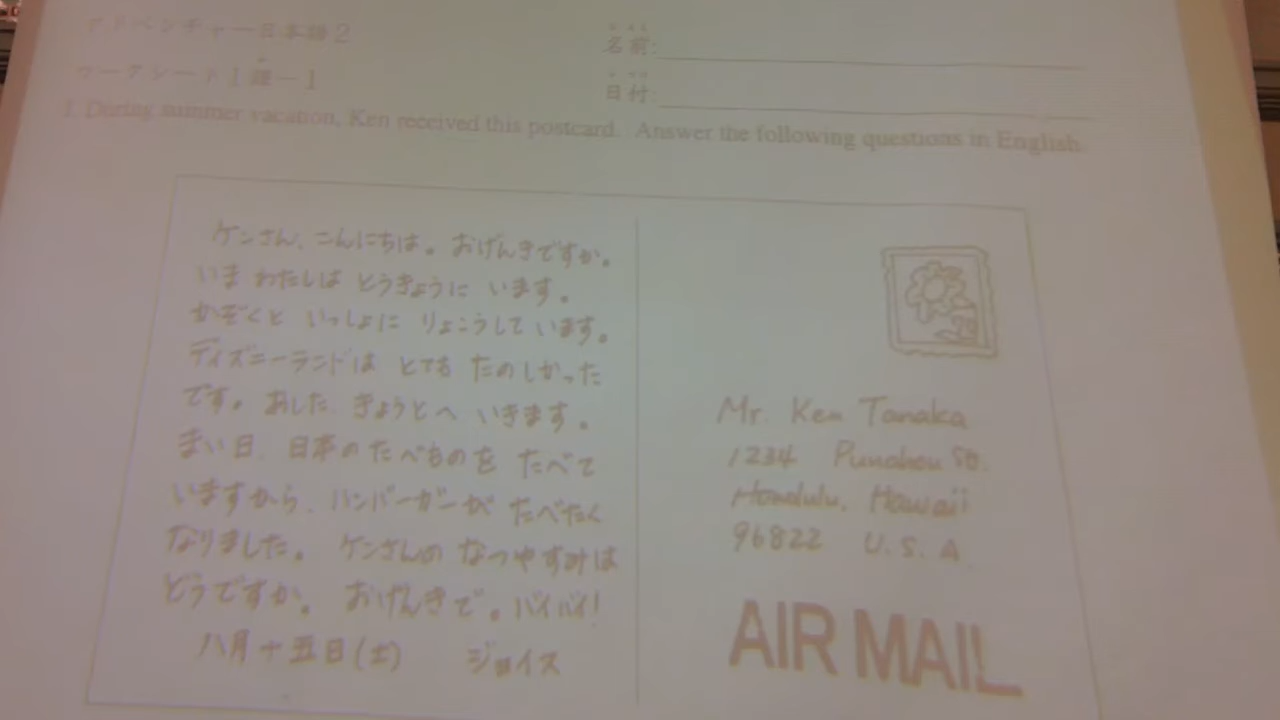 アドベンチャー日本語2
名前:
ワークシート1課-1
日付:
I. During summer vacation, Ken received this postcard. Answer the following questions in English.
ケンさん、こんにちは。おげんきですか。
いま わたしは とうきょうに います。
かぞくと いっしょに りょこうして います。
ディズニーランドは とても たのしかった
です。あした、きょうとへ いきます。
まい日、日本の たべものを たべて
いますから、ハンバーガーが たべたく
なりました。ケンさんの なつやすみは
どうですか。おげんきで。バイバイ!
八月十五日(土) ジョイス
Mr. Ken Tanaka
1234 Punahou St.
Honolulu, Hawaii
96822 U.S.A.
AIR MAIL